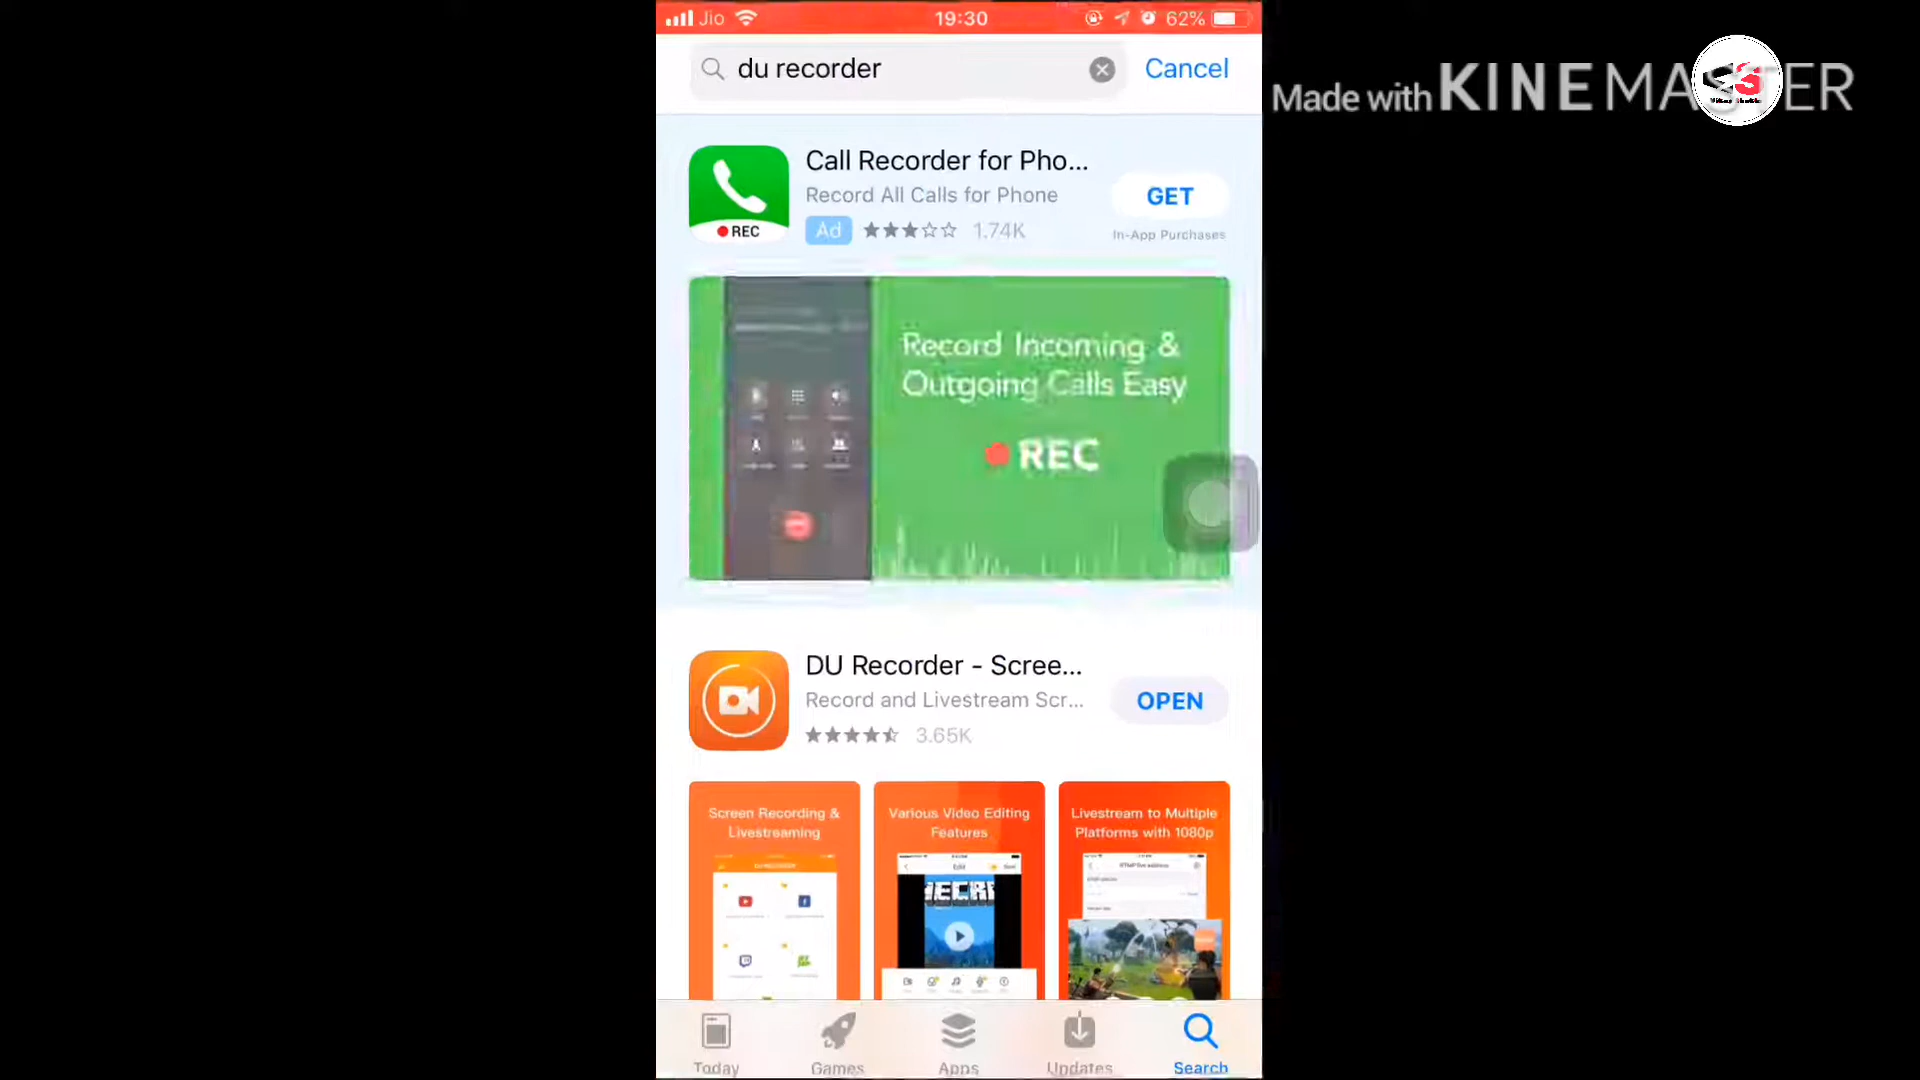 Jio
19:30
62%
du recorder
Cancel
Made with KINEMASTER
Call Recorder for Pho...
Record All Calls for Phone
GET
Ad
1.74K
In-App Purchases
REC
Record Incoming &
Outgoing Calls Easy
REC
DU Recorder - Scree...
Record and Livestream Scr...
OPEN
3.65K
Screen Recording &
Livestreaming
Various Video Editing
Features
Livestream to Multiple
Platforms with 1080p
Edit
Today
Games
Apps
Updates
Search